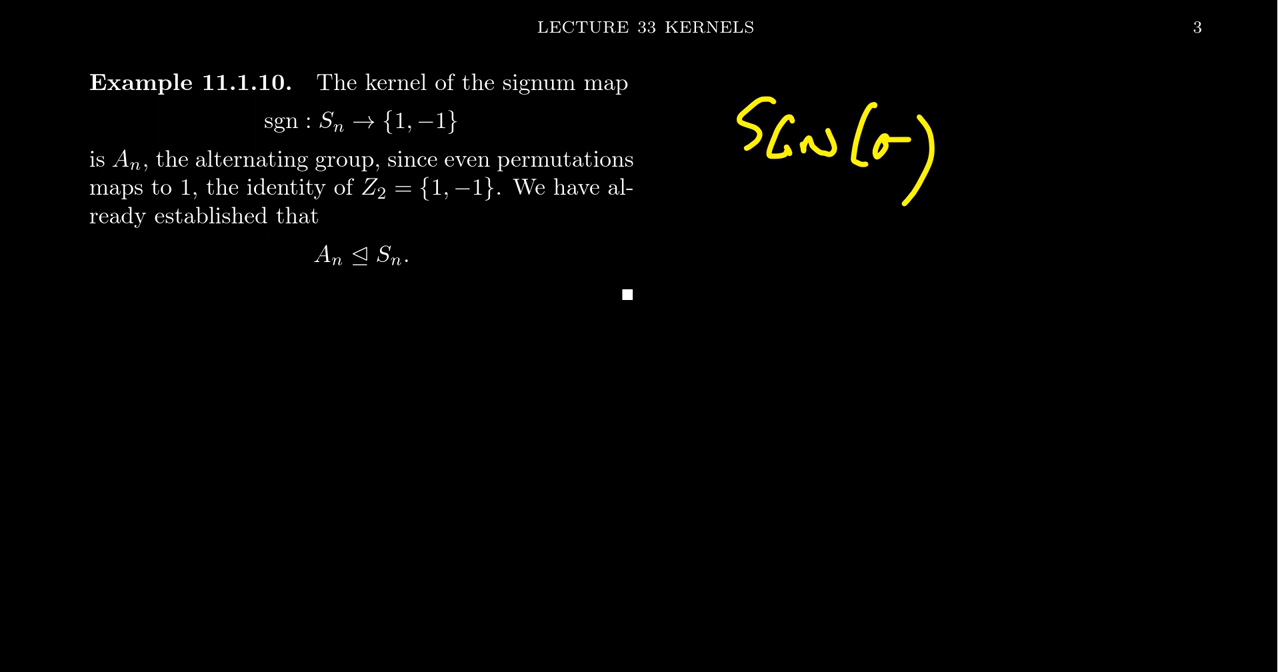 LECTURE 33 KERNELS 3
Example 11.1.10. The kernel of the signum map
sgn : Sₙ → {1, −1}
is Aₙ, the alternating group, since even permutations
maps to 1, the identity of Z₂ = {1, −1}. We have al-
ready established that
Aₙ ⊴ Sₙ.
■
SGN(σ)